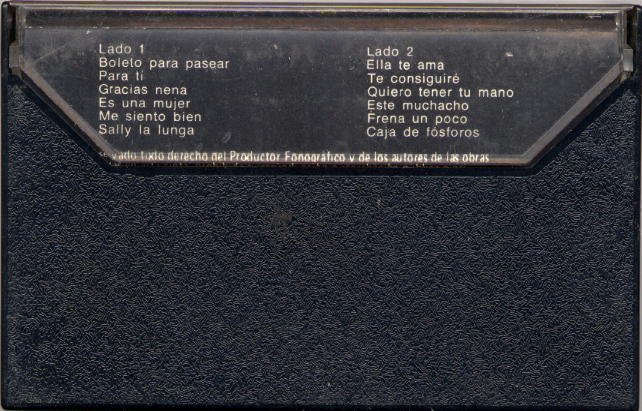 Lado 1
Boleto para pasear
Para tí
Gracias nena
Es una mujer
Me siento bien
Sally la lunga
Lado 2
Ella te ama
Te consiguiré
Quiero tener tu mano
Este muchacho
Frena un poco
Caja de fósforos
derecho del Productor Fonográfico y de los autores de las obras